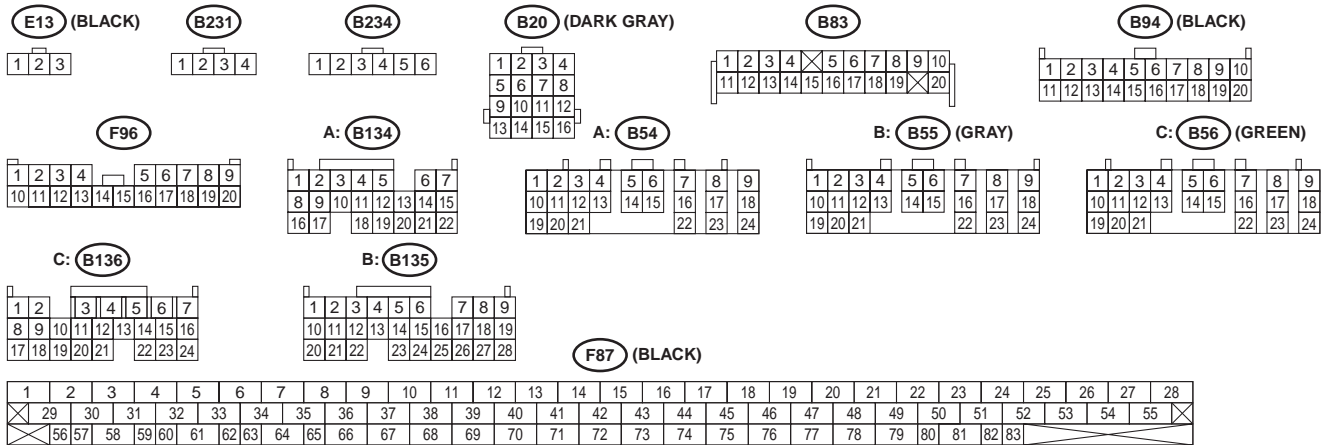 E13 (BLACK) B231 B234 B20 (DARK GRAY) B83 B94 (BLACK)
1 2 3
1 2 3 4
1 2 3 4 5 6
1 2 3 4
5 6 7 8
9 10 11 12
13 14 15 16
1 2 3 4 5 6 7 8 9 10
11 12 13 14 15 16 17 18 19 20
1 2 3 4 5 6 7 8 9 10
11 12 13 14 15 16 17 18 19 20
F96 A: B134 A: B54 B: B55 (GRAY) C: B56 (GREEN)
1 2 3 4 5 6 7 8 9
10 11 12 13 14 15 16 17 18 19 20
1 2 3 4 5 6 7
8 9 10 11 12 13 14 15
16 17 18 19 20 21 22
1 2 3 4 5 6 7 8 9
10 11 12 13 14 15 16 17 18
19 20 21 22 23 24
1 2 3 4 5 6 7 8 9
10 11 12 13 14 15 16 17 18
19 20 21 22 23 24
1 2 3 4 5 6 7 8 9
10 11 12 13 14 15 16 17 18
19 20 21 22 23 24
C: B136 B: B135
1 2 3 4 5 6 7
8 9 10 11 12 13 14 15 16
17 18 19 20 21 22 23 24
1 2 3 4 5 6 7 8 9
10 11 12 13 14 15 16 17 18 19
20 21 22 23 24 25 26 27 28
F87 (BLACK)
1 2 3 4 5 6 7 8 9 10 11 12 13 14 15 16 17 18 19 20 21 22 23 24 25 26 27 28
29 30 31 32 33 34 35 36 37 38 39 40 41 42 43 44 45 46 47 48 49 50 51 52 53 54 55
56 57 58 59 60 61 62 63 64 65 66 67 68 69 70 71 72 73 74 75 76 77 78 79 80 81 82 83